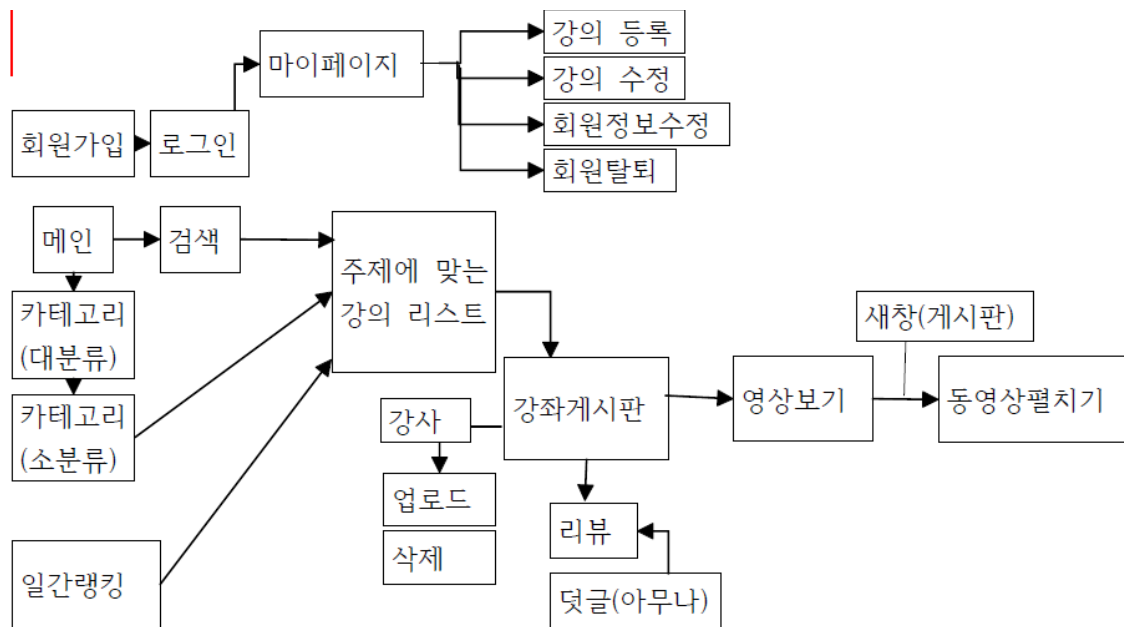 강의 등록
마이페이지
강의 수정
회원가입
로그인
회원정보수정
회원탈퇴
메인
검색
주제에 맞는
강의 리스트
카테고리
(대분류)
새창(게시판)
카테고리
(소분류)
강사
강좌게시판
영상보기
동영상펼치기
업로드
리뷰
삭제
일간랭킹
덧글(아무나)